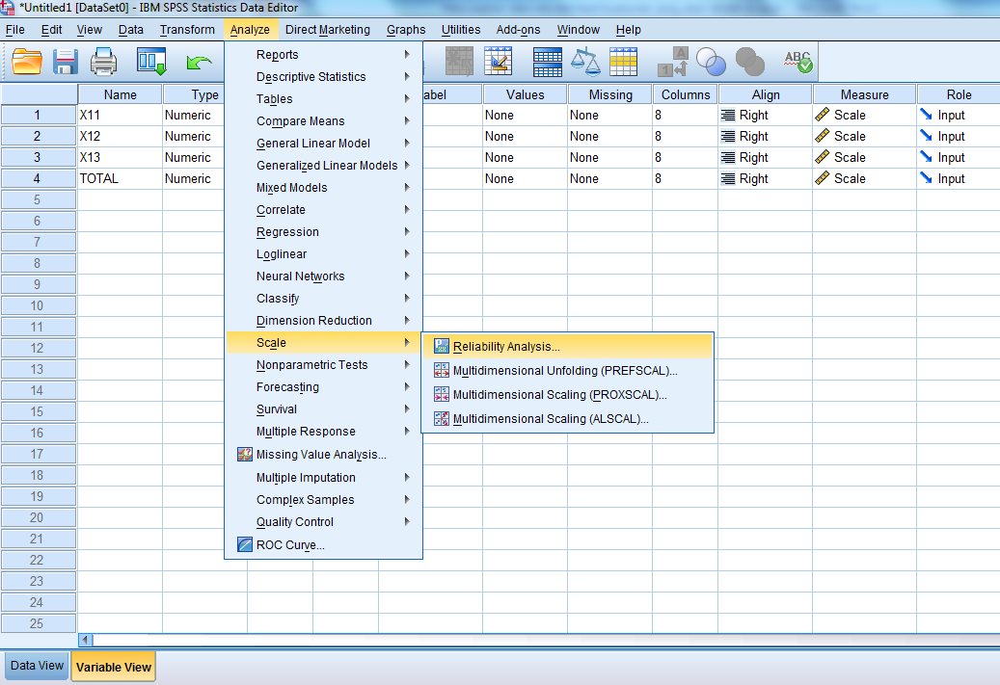 *Untitled1 [DataSet0] - IBM SPSS Statistics Data Editor
File Edit View Data Transform Analyze Direct Marketing Graphs Utilities Add-ons Window Help
A
1
ABC
Name Type abel Values Missing Columns Align Measure Role
1 X11 Numeric None None 8 Right Scale Input
2 X12 Numeric None None 8 Right Scale Input
3 X13 Numeric None None 8 Right Scale Input
4 TOTAL Numeric None None 8 Right Scale Input
5
6
7
8
9
10
11
12
13
14
15
16
17
18
19
20
21
22
23
24
25
Reports
Descriptive Statistics
Tables
Compare Means
General Linear Model
Generalized Linear Models
Mixed Models
Correlate
Regression
Loglinear
Neural Networks
Classify
Dimension Reduction
Scale
Nonparametric Tests
Forecasting
Survival
Multiple Response
Missing Value Analysis...
Multiple Imputation
Complex Samples
Quality Control
ROC Curve...
Reliability Analysis...
Multidimensional Unfolding (PREFSCAL)...
Multidimensional Scaling (PROXSCAL)...
Multidimensional Scaling (ALSCAL)...
Data View Variable View